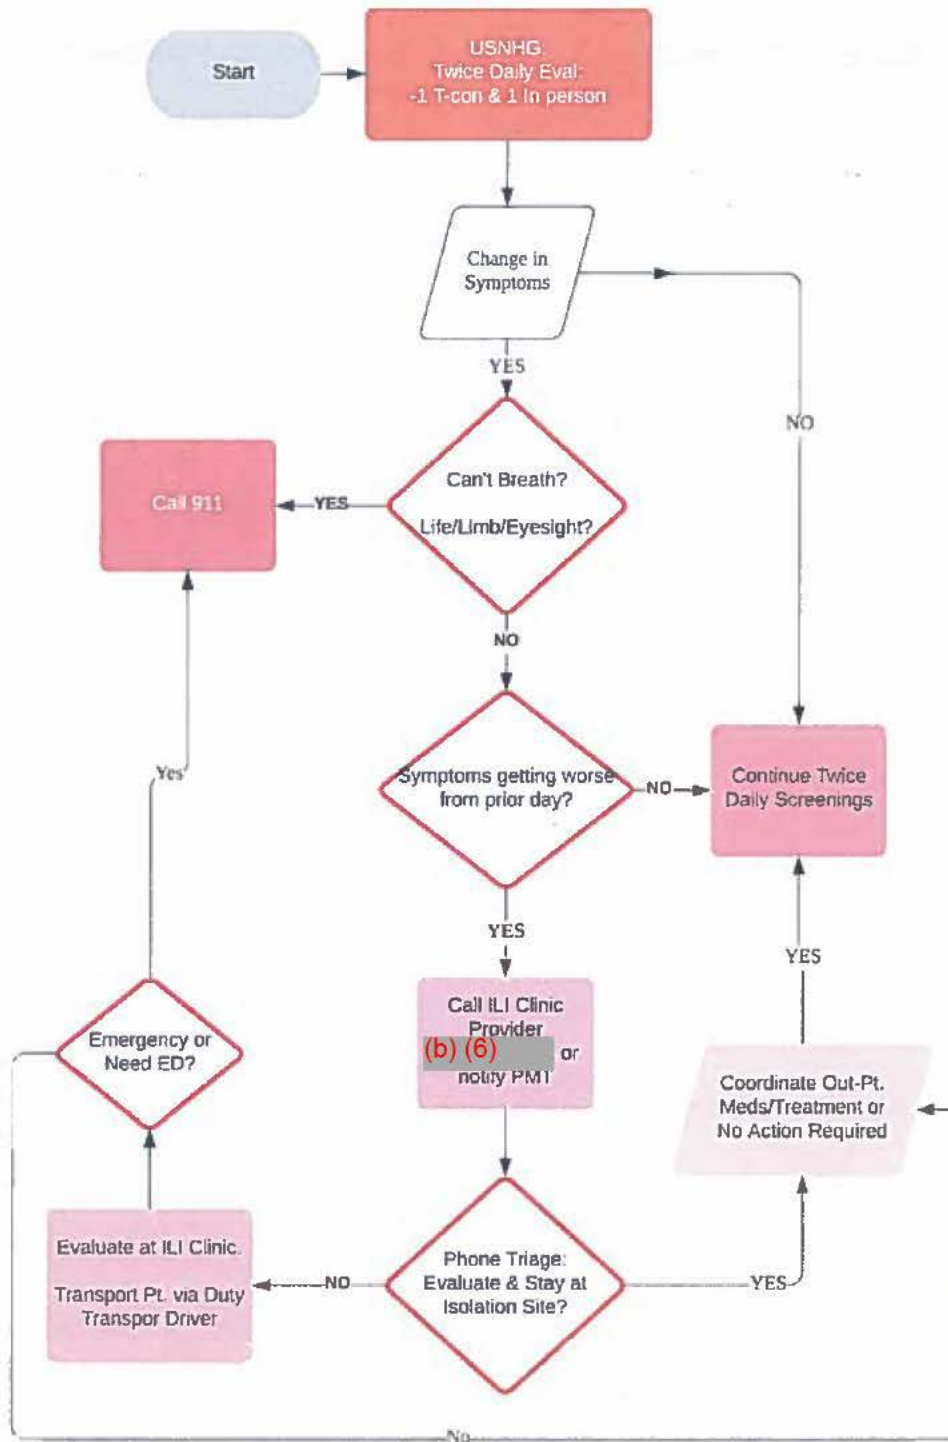 Start
USNHG:
Twice Daily Eval:
-1 T-con & 1 In person
Change in
Symptoms
YES
NO
Can't Breath?
Life/Limb/Eyesight?
YES
Call 911
NO
Symptoms getting worse
from prior day?
NO
Continue Twice
Daily Screenings
Yes
YES
YES
Call ILI Clinic
Provider
(b) (6) or
notify PMT
Emergency or
Need ED?
Coordinate Out-Pt.
Meds/Treatment or
No Action Required
Evaluate at ILI Clinic.
Transport Pt. via Duty
Transpor Driver
NO
Phone Triage:
Evaluate & Stay at
Isolation Site?
YES
No